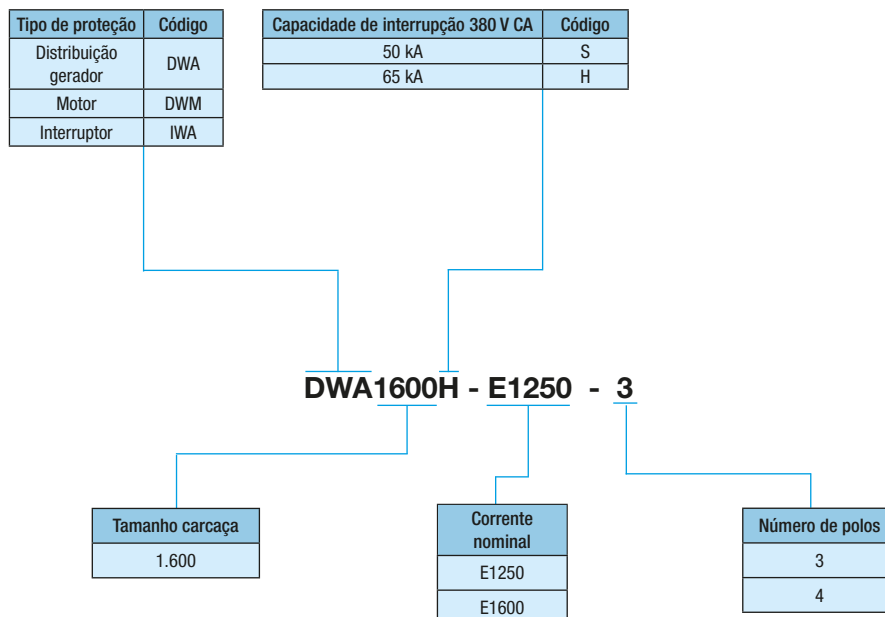 Tipo de proteção Código
Distribuição gerador DWA
Motor DWM
Interruptor IWA
Capacidade de interrupção 380 V CA Código
50 kA S
65 kA H
DWA1600H - E1250 - 3
Tamanho carcaça
1.600
Corrente nominal
E1250
E1600
Número de polos
3
4